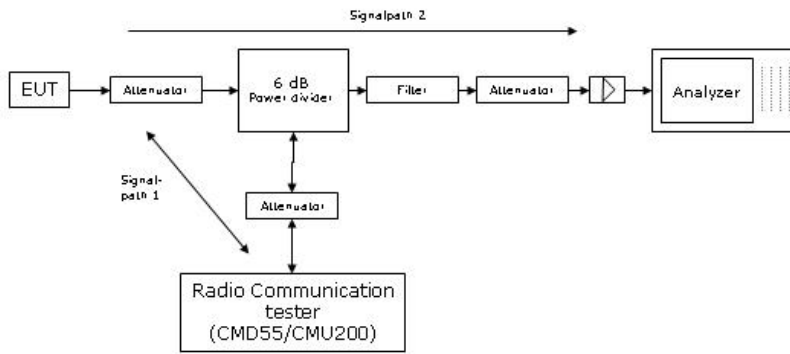 Signalpath 2
EUT
Attenuator
6 dB
Power divider
Filter
Attenuator
Analyzer
Signal-
path 1
Attenuator
Radio Communication
tester
(CMD55/CMU200)